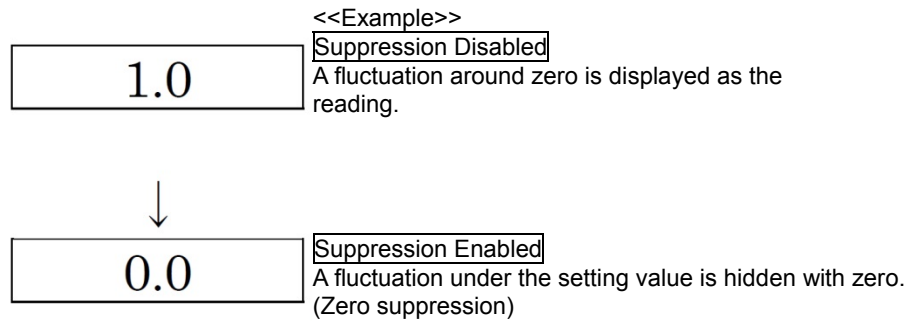 <<Example>>
Suppression Disabled
1.0
A fluctuation around zero is displayed as the
reading.
↓
Suppression Enabled
0.0
A fluctuation under the setting value is hidden with zero.
(Zero suppression)